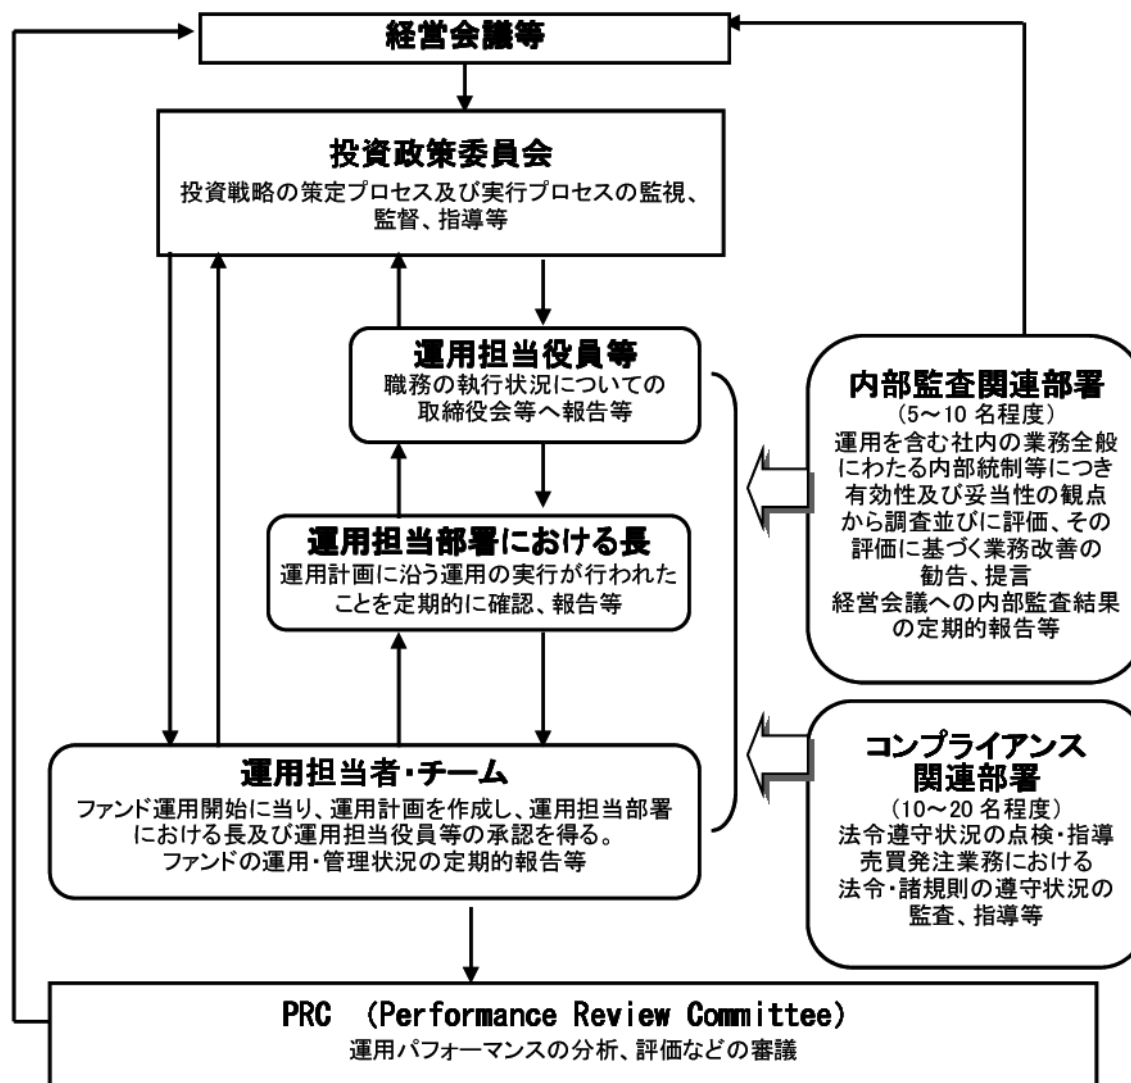 経営会議等
投資政策委員会
投資戦略の策定プロセス及び実行プロセスの監視、
監督、指導等
運用担当役員等
職務の執行状況についての
取締役会等へ報告等
運用担当部署における長
運用計画に沿う運用の実行が行われた
ことを定期的に確認、報告等
運用担当者・チーム
ファンド運用開始に当り、運用計画を作成し、運用担当部署
における長及び運用担当役員等の承認を得る。
ファンドの運用・管理状況の定期的報告等
内部監査関連部署
(5～10 名程度)
運用を含む社内の業務全般
にわたる内部統制等につき
有効性及び妥当性の観点
から調査並びに評価、その
評価に基づく業務改善の
勧告、提言
経営会議への内部監査結果
の定期的報告等
コンプライアンス
関連部署
(10～20 名程度)
法令遵守状況の点検・指導
売買発注業務における
法令・諸規則の遵守状況の
監査、指導等
PRC （Performance Review Committee）
運用パフォーマンスの分析、評価などの審議